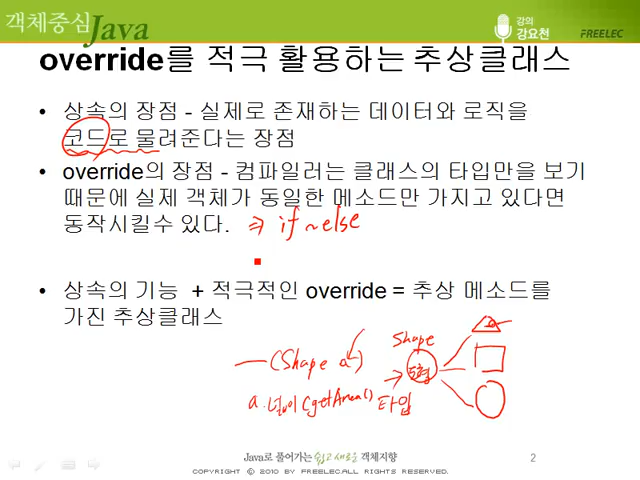 객체중심 Java
강의
강요천
FREELEC
override를 적극 활용하는 추상클래스
• 상속의 장점 - 실제로 존재하는 데이터와 로직을
코드로 물려준다는 장점
• override의 장점 - 컴파일러는 클래스의 타입만을 보기
때문에 실제 객체가 동일한 메소드만 가지고 있다면
동작시킬수 있다. ⇒ if ~ else
• 상속의 기능 + 적극적인 override = 추상 메소드를
가진 추상클래스
Shape
(Shape a)
도형
a.넓이(getArea()
타입
Java로 풀어가는 쉽고 새로운 객체지향
2
COPYRIGHT ⓒ 2010 BY FREELEC.ALL RIGHTS RESERVED.